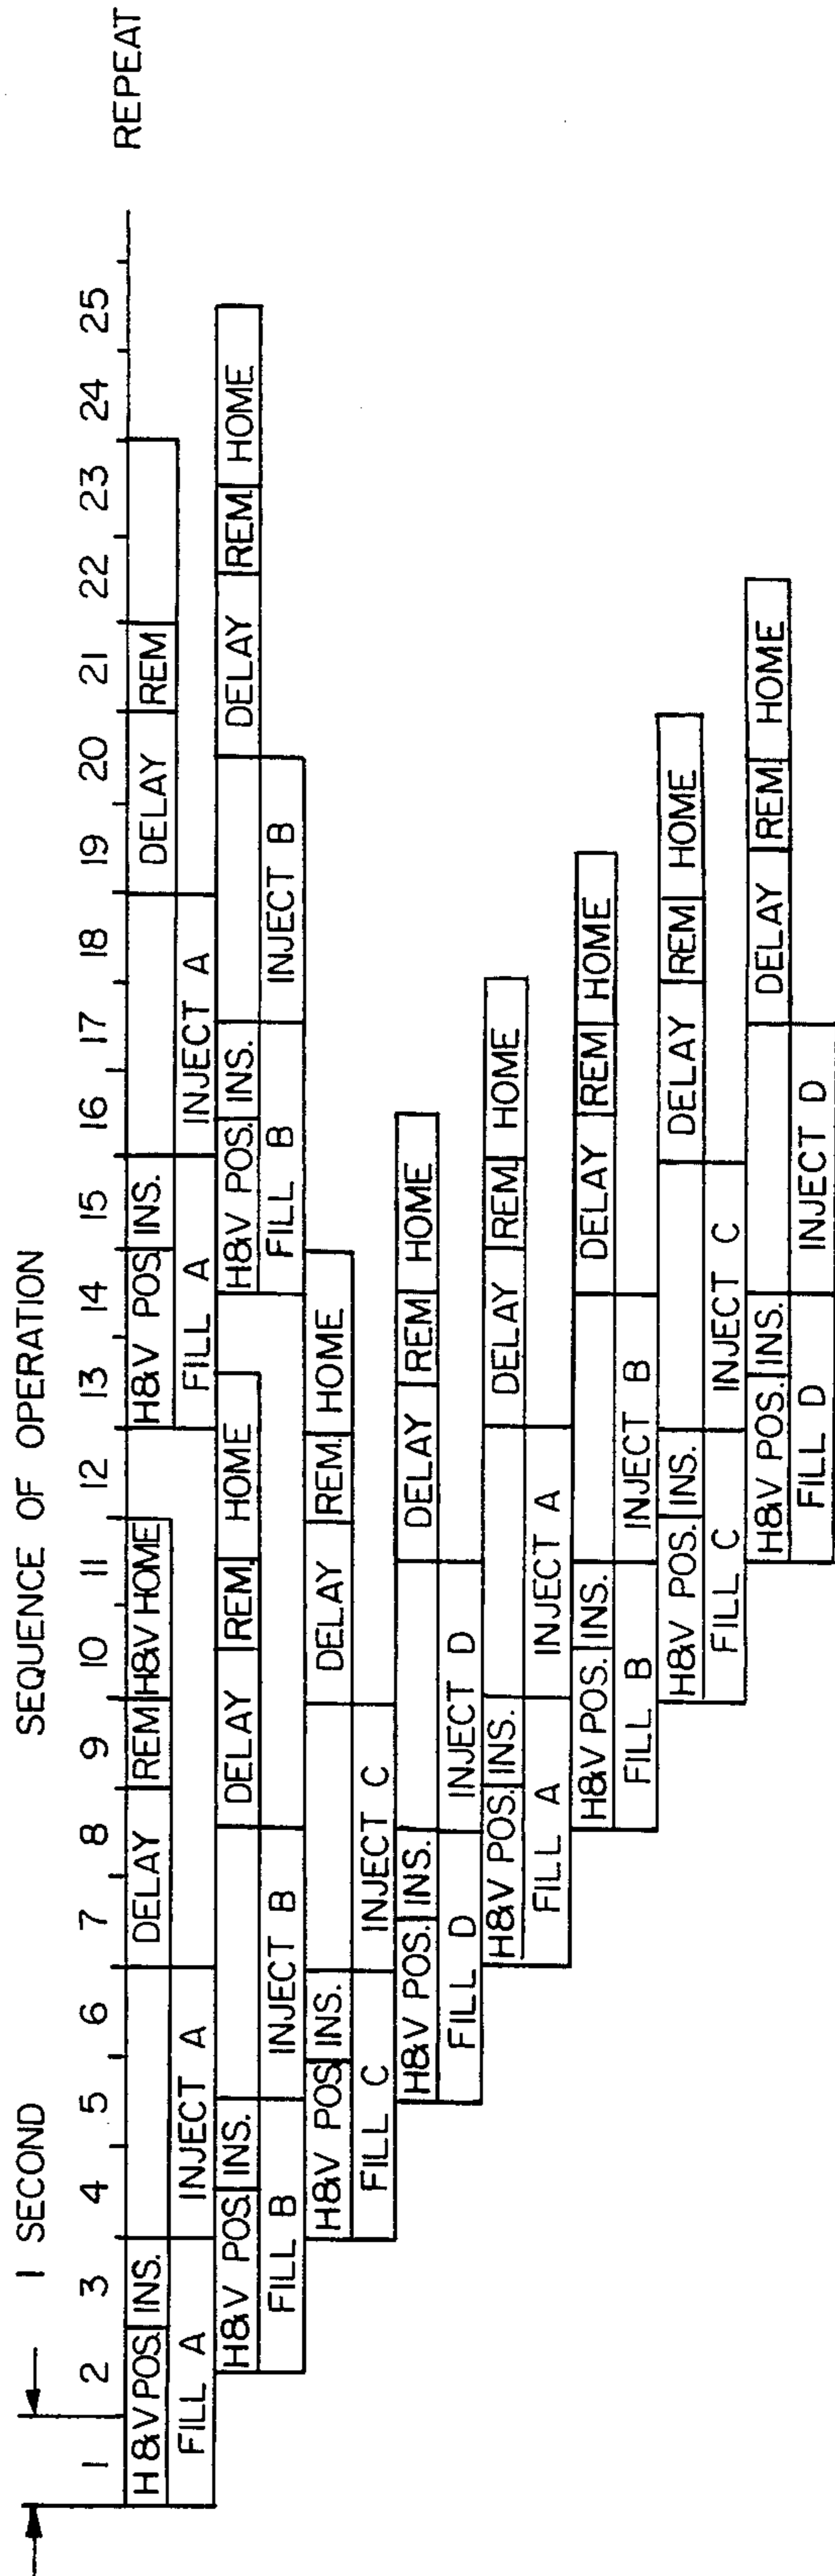 SEQUENCE OF OPERATION
1 SECOND
1 2 3 4 5 6 7 8 9 10 11 12 13 14 15 16 17 18 19 20 21 22 23 24 25 REPEAT
H&V POS. INS. DELAY REM H&V HOME H&V POS. INS. DELAY REM
FILL A INJECT A FILL A INJECT A
H&V POS. INS. DELAY REM. HOME H&V POS. INS. DELAY REM. HOME
FILL B INJECT B FILL B INJECT B
H&V POS. INS. DELAY REM. HOME
FILL C INJECT C
H&V POS. INS. DELAY REM HOME
FILL D INJECT D
H&V POS. INS. DELAY REM. HOME
FILL A INJECT A
H&V POS. INS. DELAY REM HOME
FILL B INJECT B
H&V POS. INS. DELAY REM HOME
FILL C INJECT C
H&V POS. INS. DELAY REM. HOME
FILL D INJECT D